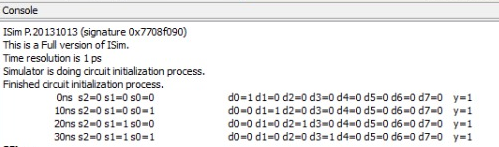 Console
ISim P.20131013 (signature 0x7708f090)
This is a Full version of ISim.
Time resolution is 1 ps
Simulator is doing circuit initialization process.
Finished circuit initialization process.
0ns s2=0 s1=0 s0=0 d0=1 d1=0 d2=0 d3=0 d4=0 d5=0 d6=0 d7=0 y=1
10ns s2=0 s1=0 s0=1 d0=0 d1=1 d2=0 d3=0 d4=0 d5=0 d6=0 d7=0 y=1
20ns s2=0 s1=1 s0=0 d0=0 d1=0 d2=1 d3=0 d4=0 d5=0 d6=0 d7=0 y=1
30ns s2=0 s1=1 s0=1 d0=0 d1=0 d2=0 d3=1 d4=0 d5=0 d6=0 d7=0 y=1